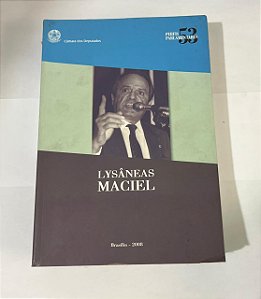 Câmara dos Deputados
PERFIS
PARLAMENTARES
53
LYSÂNEAS
MACIEL
Brasília - 2008